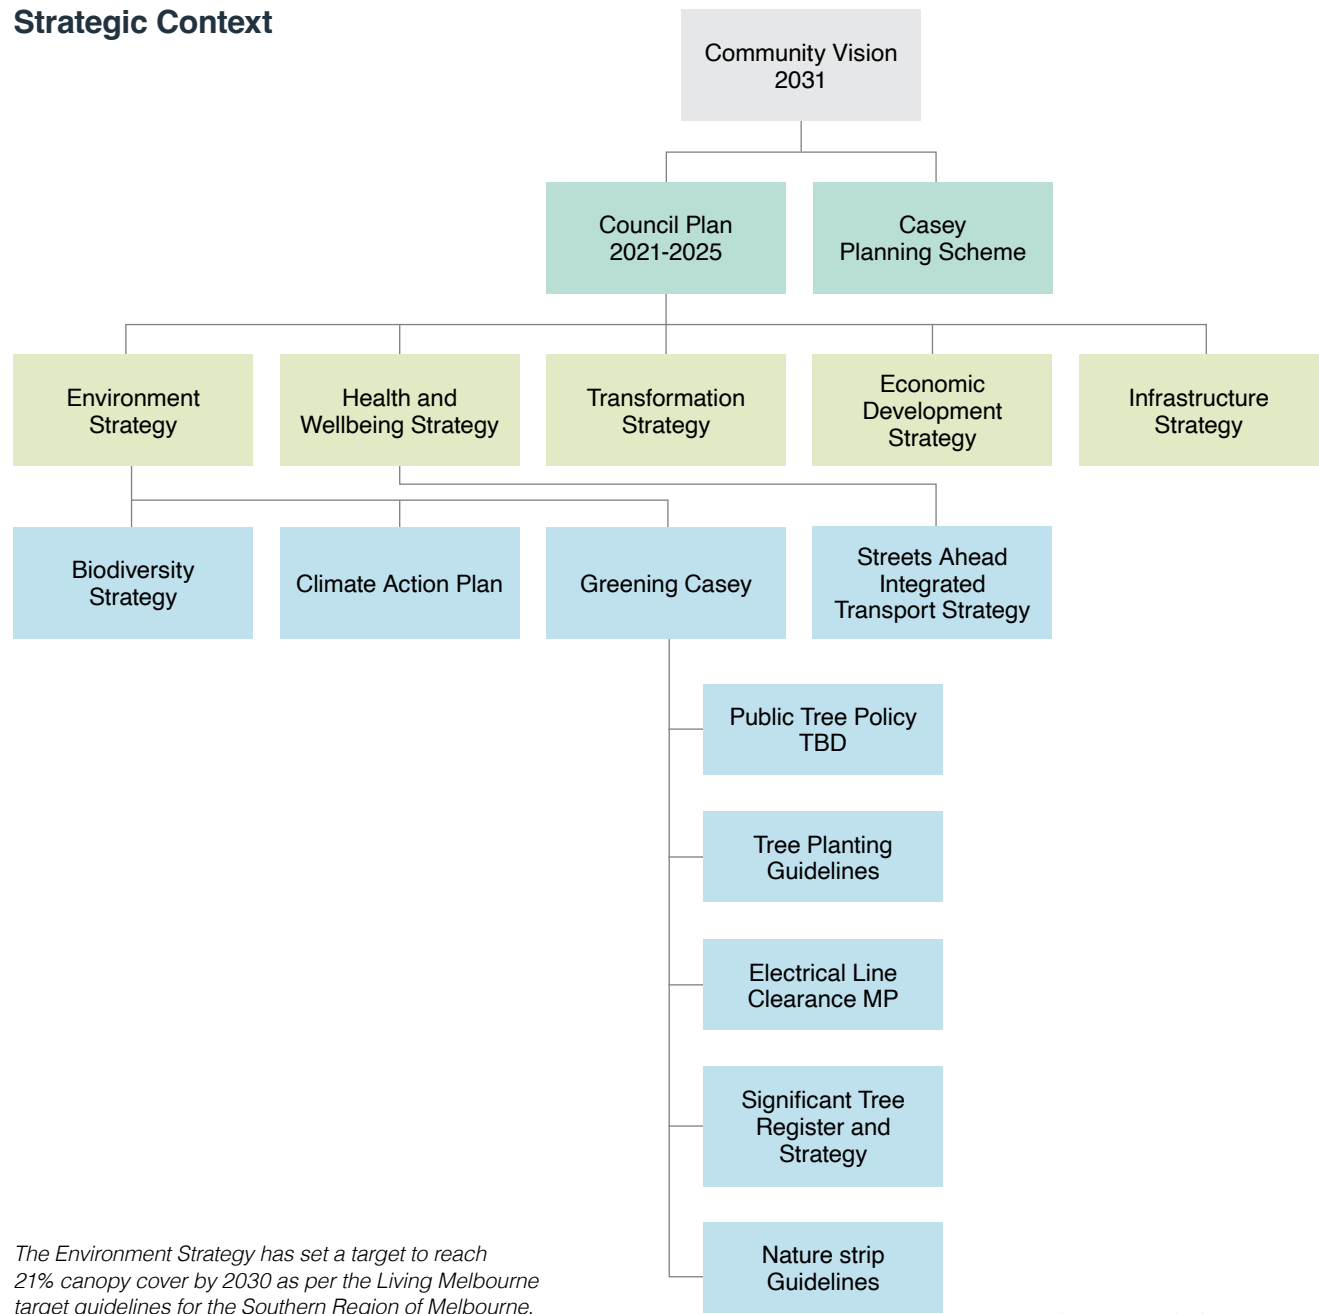 Strategic Context
Community Vision
2031
Council Plan
2021-2025
Casey
Planning Scheme
Environment
Strategy
Health and
Wellbeing Strategy
Transformation
Strategy
Economic
Development
Strategy
Infrastructure
Strategy
Biodiversity
Strategy
Climate Action Plan
Greening Casey
Streets Ahead
Integrated
Transport Strategy
Public Tree Policy
TBD
Tree Planting
Guidelines
Electrical Line
Clearance MP
Significant Tree
Register and
Strategy
Nature strip
Guidelines
The Environment Strategy has set a target to reach
21% canopy cover by 2030 as per the Living Melbourne
target guidelines for the Southern Region of Melbourne.